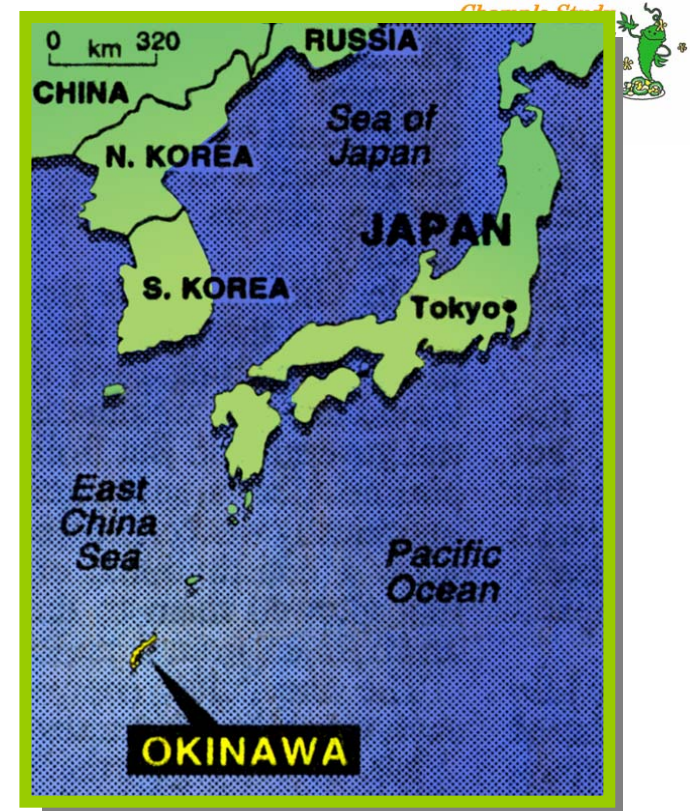 0 km 320
RUSSIA
CHINA
Sea of
Japan
N. KOREA
JAPAN
S. KOREA
Tokyo
East
China
Sea
Pacific
Ocean
OKINAWA